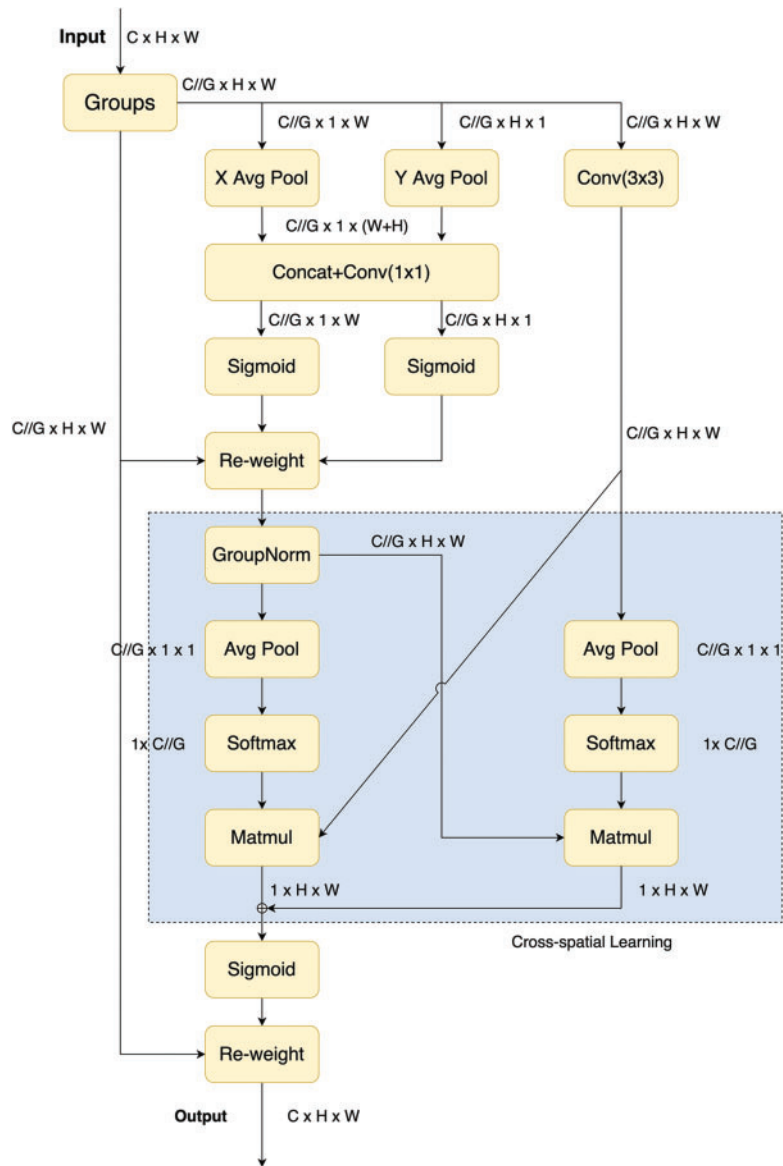 Input
C x H x W
C//G x H x W
Groups
C//G x 1 x W
C//G x H x 1
C//G x H x W
X Avg Pool
Y Avg Pool
Conv(3x3)
C//G x 1 x (W+H)
Concat+Conv(1x1)
C//G x 1 x W
C//G x H x 1
Sigmoid
Sigmoid
C//G x H x W
C//G x H x W
Re-weight
GroupNorm
C//G x H x W
C//G x 1 x 1
Avg Pool
Avg Pool
C//G x 1 x 1
1x C//G
Softmax
Softmax
1x C//G
Matmul
Matmul
1 x H x W
1 x H x W
Cross-spatial Learning
Sigmoid
Re-weight
Output
C x H x W